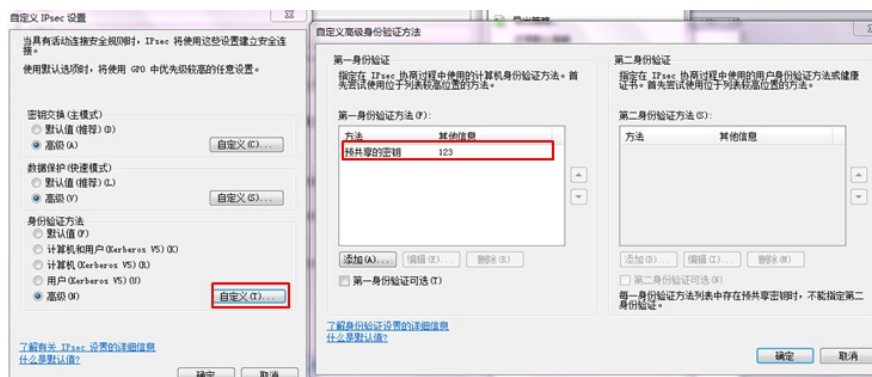 自定义 IPsec 设置
当具有活动连接安全规则时，IPsec 将使用这些设置建立安全连
接。
使用默认选项时，将使用 GPO 中优先级较高的任意设置。
密钥交换(主模式)
默认值(推荐)(D)
高级(A)
自定义(C)...
数据保护(快速模式)
默认值(推荐)(L)
高级(V)
自定义(S)...
身份验证方法
默认值(F)
计算机和用户(Kerberos V5)(K)
计算机(Kerberos V5)(R)
用户(Kerberos V5)(U)
高级(N)
自定义(T)...
了解有关 IPsec 设置的详细信息
什么是默认值?
确定
取消
自定义高级身份验证方法
第一身份验证
指定在 IPsec 协商过程中使用的计算机身份验证方法。首
先尝试使用位于列表较高位置的方法。
第一身份验证方法(F):
方法 其他信息
预共享的密钥 123
添加(A)...
编辑(E)...
删除(R)
第一身份验证可选(T)
第二身份验证
指定在 IPsec 协商过程中使用的用户身份验证方法或健康
证书。首先尝试使用位于列表较高位置的方法。
第二身份验证方法(S):
方法 其他信息
添加(D)...
编辑(I)...
删除(M)
第二身份验证可选(N)
每一身份验证方法列表中存在预共享密钥时，不能指定第二
身份验证。
了解身份验证设置的详细信息
什么是默认值?
确定
取消